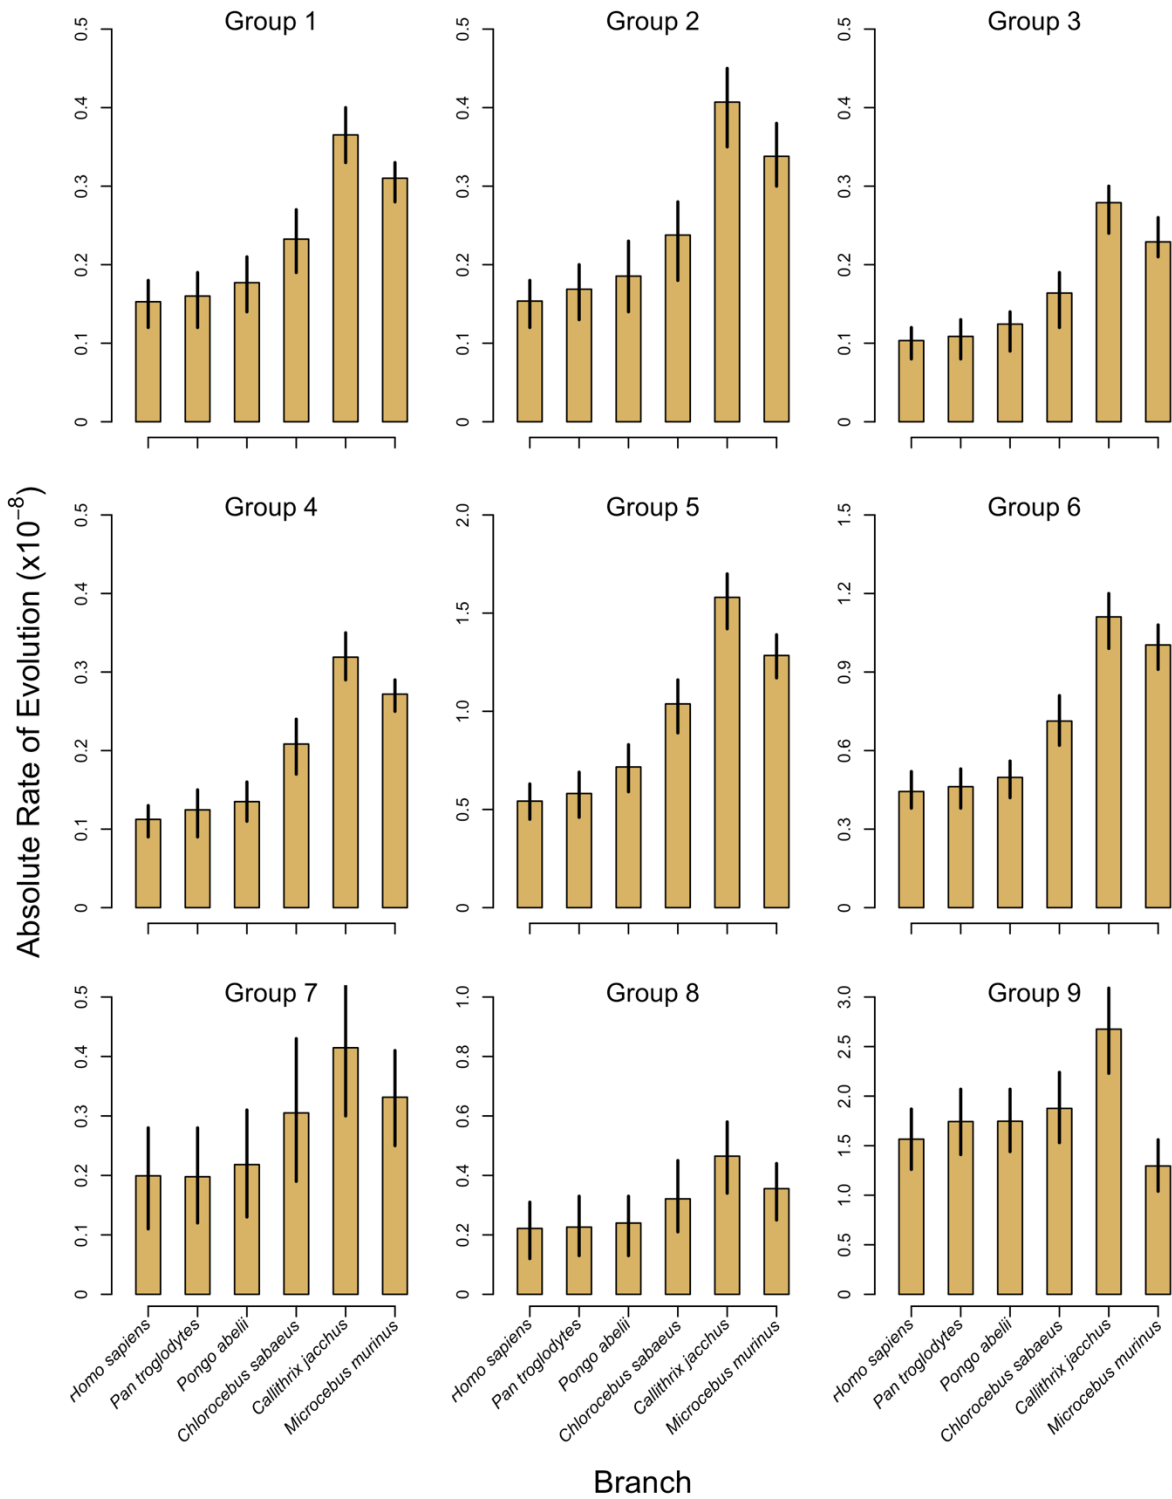 Group 1
Group 2
Group 3
0 0.1 0.2 0.3 0.4 0.5
0 0.1 0.2 0.3 0.4 0.5
0 0.1 0.2 0.3 0.4 0.5
Absolute Rate of Evolution (x10⁻⁸)
Group 4
Group 5
Group 6
0 0.1 0.2 0.3 0.4 0.5
0 0.5 1.0 1.5 2.0
0 0.3 0.6 0.9 1.2 1.5
Group 7
Group 8
Group 9
0 0.1 0.2 0.3 0.4 0.5
0 0.2 0.4 0.6 0.8 1.0
0 0.5 1.0 1.5 2.0 2.5 3.0
Homo sapiens
Pan troglodytes
Pongo abelii
Chlorocebus sabaeus
Callithrix jacchus
Microcebus murinus
Homo sapiens
Pan troglodytes
Pongo abelii
Chlorocebus sabaeus
Callithrix jacchus
Microcebus murinus
Homo sapiens
Pan troglodytes
Pongo abelii
Chlorocebus sabaeus
Callithrix jacchus
Microcebus murinus
Branch